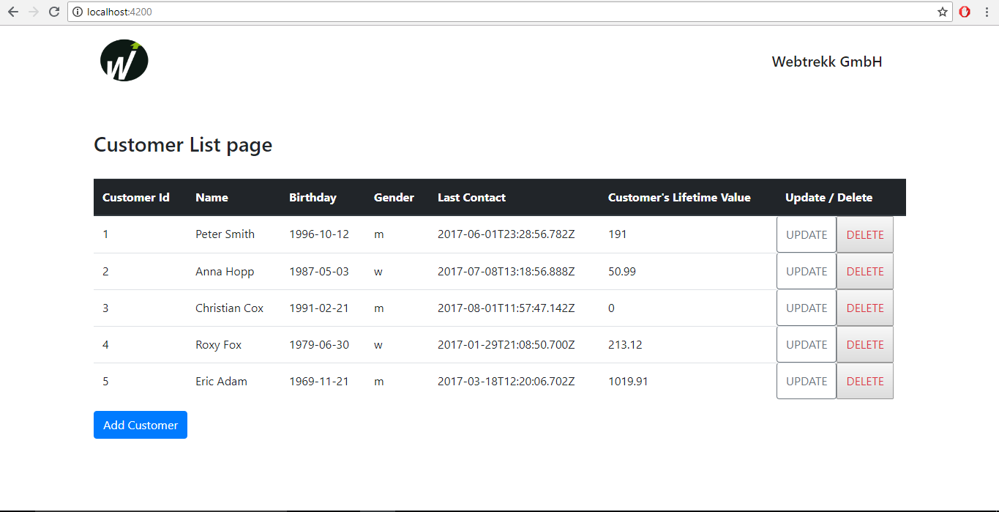 localhost:4200
W
Webtrekk GmbH
Customer List page
Customer Id Name Birthday Gender Last Contact Customer's Lifetime Value Update / Delete
1 Peter Smith 1996-10-12 m 2017-06-01T23:28:56.782Z 191 UPDATE DELETE
2 Anna Hopp 1987-05-03 w 2017-07-08T13:18:56.888Z 50.99 UPDATE DELETE
3 Christian Cox 1991-02-21 m 2017-08-01T11:57:47.142Z 0 UPDATE DELETE
4 Roxy Fox 1979-06-30 w 2017-01-29T21:08:50.700Z 213.12 UPDATE DELETE
5 Eric Adam 1969-11-21 m 2017-03-18T12:20:06.702Z 1019.91 UPDATE DELETE
Add Customer